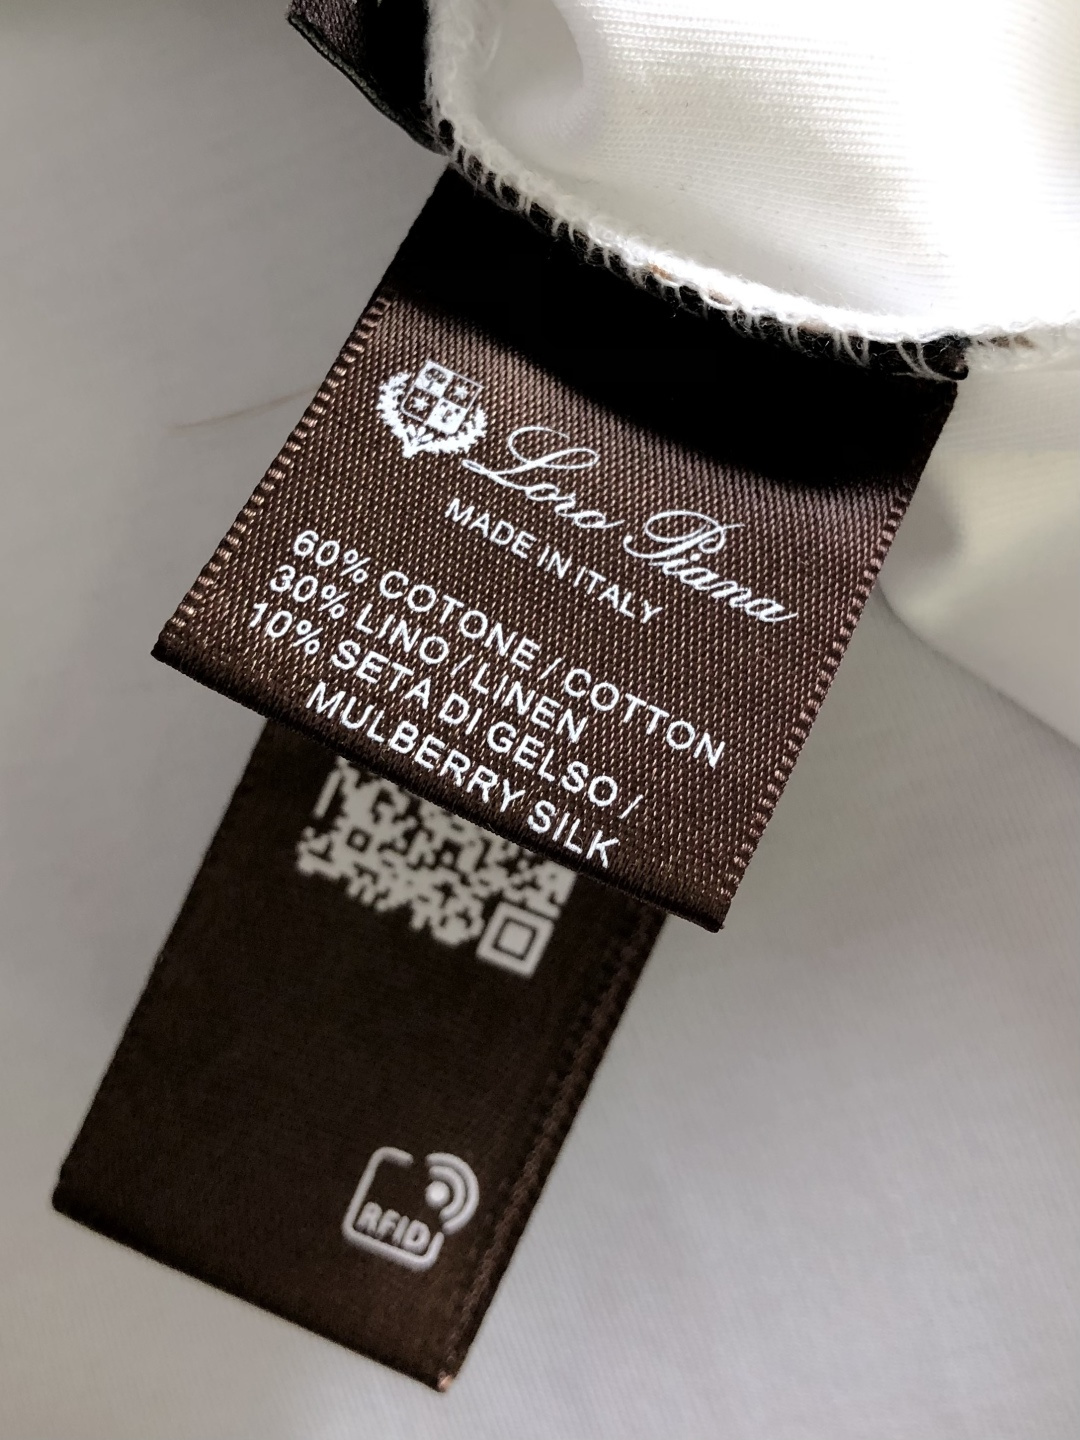 Loro Piana
MADE IN ITALY
60% COTONE / COTTON
30% LINO / LINEN
10% SETA DI GELSO /
MULBERRY SILK
RFID